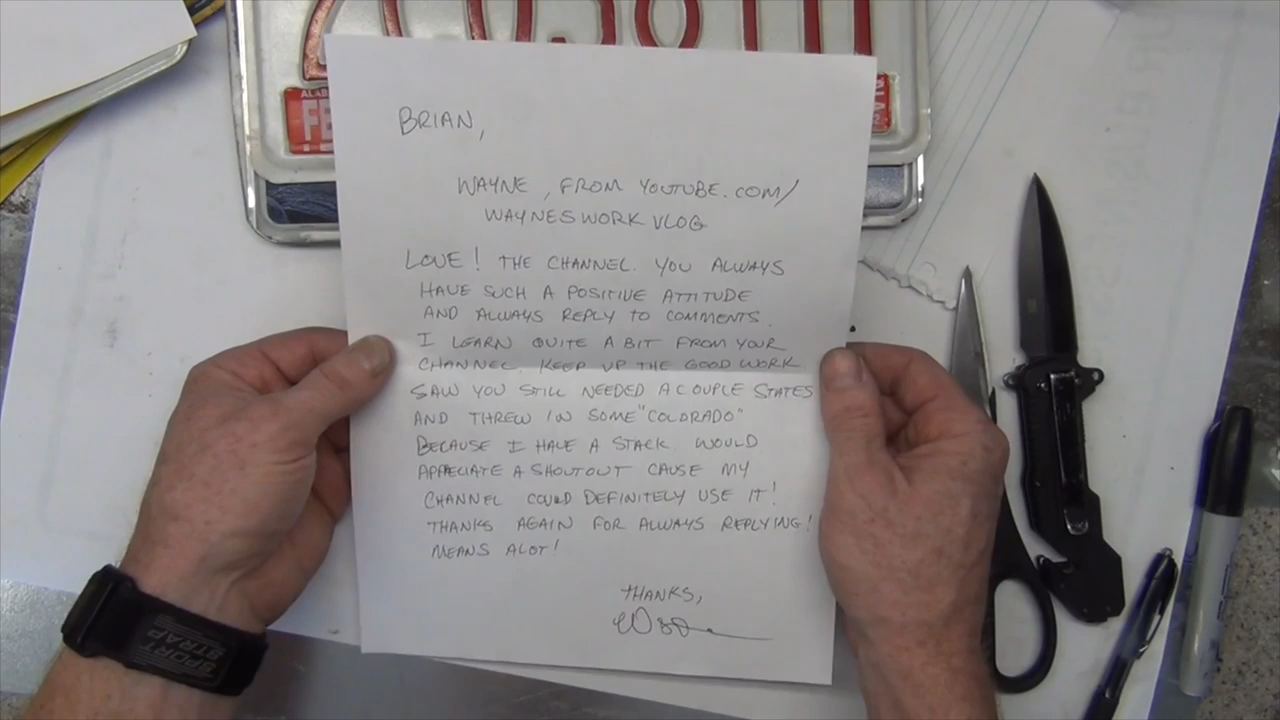 ALAB
FE
BRIAN,
WAYNE, FROM YOUTUBE.COM/
WAYNESWORKVLOG
LOVE! THE CHANNEL. YOU ALWAYS
HAVE SUCH A POSITIVE ATTITUDE
AND ALWAYS REPLY TO COMMENTS.
I LEARN QUITE A BIT FROM YOUR
CHANNEL. KEEP UP THE GOOD WORK
SAW YOU STILL NEEDED A COUPLE STATES
AND THREW IN SOME "COLORADO"
BECAUSE I HAVE A STACK. WOULD
APPRECIATE A SHOUTOUT CAUSE MY
CHANNEL COULD DEFINITELY USE IT!
THANKS AGAIN FOR ALWAYS REPLYING!
MEANS ALOT!
THANKS,
SPORT
STRAP